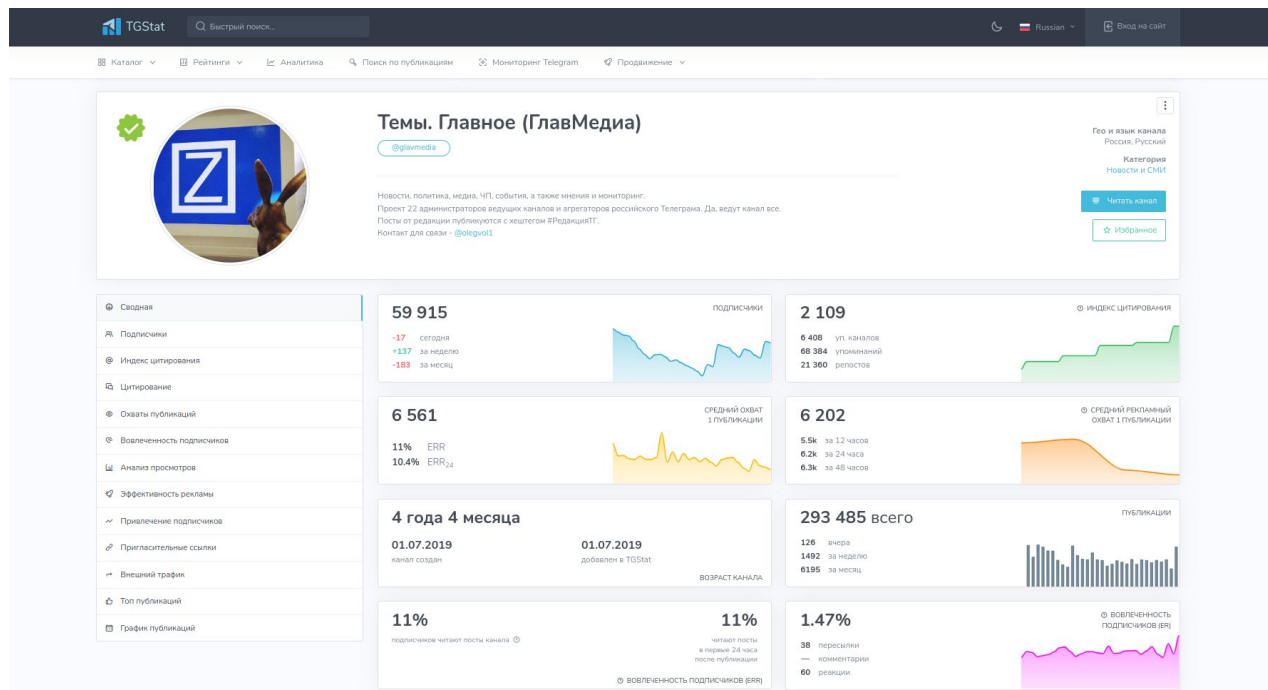 TGStat
Быстрый поиск...
Russian
Вход на сайт
Каталог
Рейтинги
Аналитика
Поиск по публикациям
Мониторинг Telegram
Продвижение
Z
Темы. Главное (ГлавМедиа)
@glavmedia
Новости, политика, медиа, ЧП, события, а также мнения и мониторинг.
Проект 22 администраторов ведущих каналов и агрегаторов российского Телеграма. Да, ведут канал все.
Посты от редакции публикуются с хештегом #РедакцияТГ.
Контакт для связи - @olegvol1
Гео и язык канала
Россия, Русский
Категория
Новости и СМИ
Читать канал
Избранное
Сводная
Подписчики
Индекс цитирования
Цитирование
Охваты публикаций
Вовлеченность подписчиков
Анализ просмотров
Эффективность рекламы
Привлечение подписчиков
Пригласительные ссылки
Внешний трафик
Топ публикаций
График публикаций
59 915
ПОДПИСЧИКИ
-17 сегодня
+137 за неделю
-183 за месяц
2 109
ИНДЕКС ЦИТИРОВАНИЯ
6 408 уп. каналов
68 384 упоминаний
21 360 репостов
6 561
СРЕДНИЙ ОХВАТ
1 ПУБЛИКАЦИИ
11% ERR
10.4% ERR24
6 202
СРЕДНИЙ РЕКЛАМНЫЙ
ОХВАТ 1 ПУБЛИКАЦИИ
5.5k за 12 часов
6.2k за 24 часа
6.3k за 48 часов
4 года 4 месяца
01.07.2019
канал создан
01.07.2019
добавлен в TGStat
ВОЗРАСТ КАНАЛА
293 485 всего
ПУБЛИКАЦИИ
126 вчера
1492 за неделю
6195 за месяц
11%
подписчиков читают посты канала
11%
читают посты
в первые 24 часа
после публикации
ВОВЛЕЧЕННОСТЬ ПОДПИСЧИКОВ (ERR)
1.47%
ВОВЛЕЧЕННОСТЬ
ПОДПИСЧИКОВ (ER)
38 пересылки
— комментарии
60 реакции